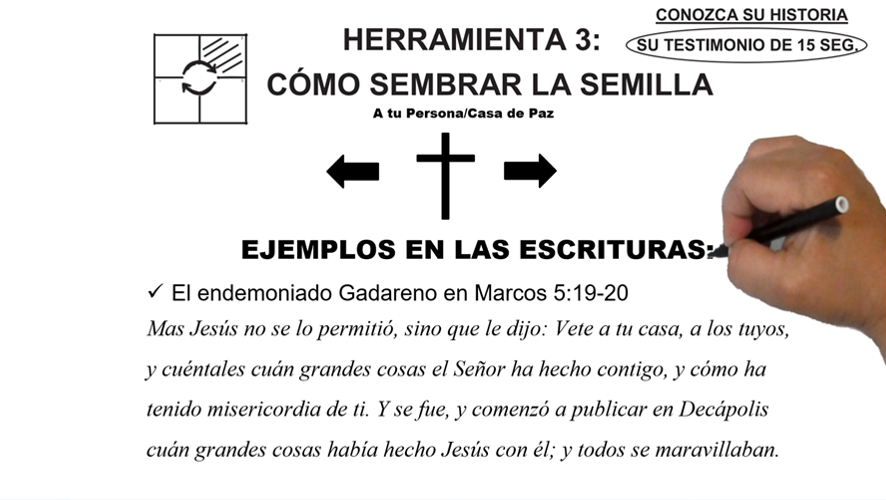 CONOZCA SU HISTORIA
SU TESTIMONIO DE 15 SEG.
HERRAMIENTA 3:
CÓMO SEMBRAR LA SEMILLA
A tu Persona/Casa de Paz
EJEMPLOS EN LAS ESCRITURAS:
✓ El endemoniado Gadareno en Marcos 5:19-20
Mas Jesús no se lo permitió, sino que le dijo: Vete a tu casa, a los tuyos,
y cuéntales cuán grandes cosas el Señor ha hecho contigo, y cómo ha
tenido misericordia de ti. Y se fue, y comenzó a publicar en Decápolis
cuán grandes cosas había hecho Jesús con él; y todos se maravillaban.